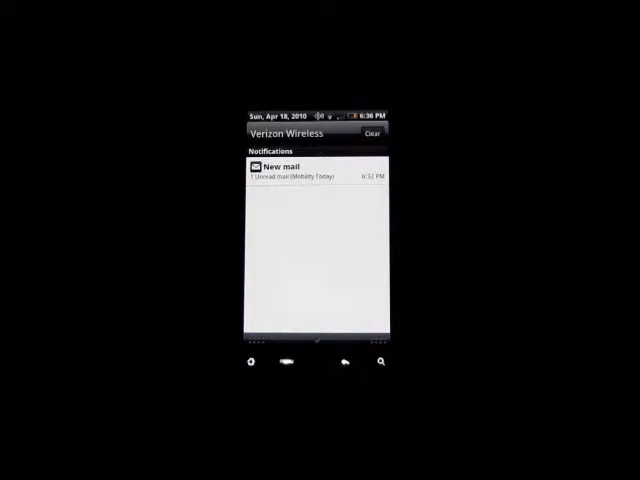 Sun, Apr 18, 2010 6:36 PM
Verizon Wireless Clear
Notifications
New mail
1 Unread mail (Mobility Today) 6:32 PM